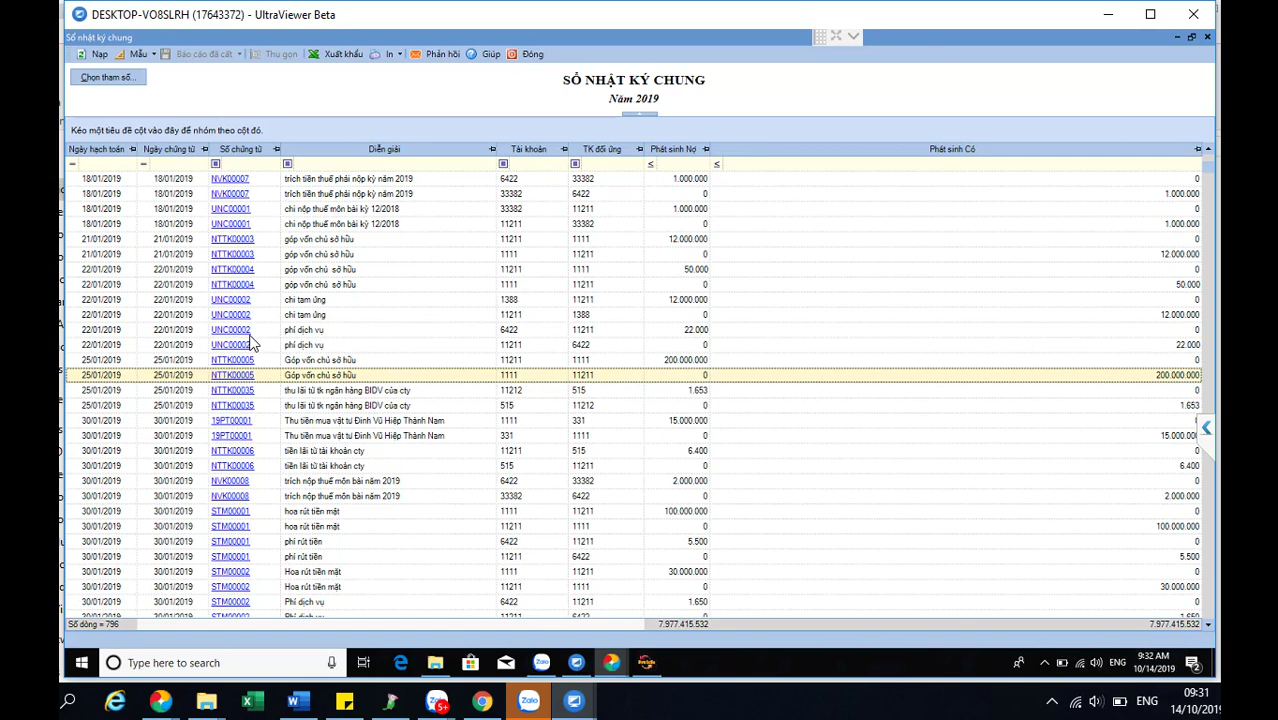 DESKTOP-VO8SLRH (17643372) - UltraViewer Beta
Sổ nhật ký chung
Nạp Mẫu Báo cáo đã cất Thu gọn Xuất khẩu In Phản hồi Giúp Đóng
Chọn tham số...
SỔ NHẬT KÝ CHUNG
Năm 2019
Kéo một tiêu đề cột vào đây để nhóm theo cột đó.
Ngày hạch toán Ngày chứng từ Số chứng từ Diễn giải Tài khoản TK đối ứng Phát sinh Nợ Phát sinh Có
= = ≤ ≤
18/01/2019 18/01/2019 NVK00007 trích tiền thuế phải nộp kỳ năm 2019 6422 33382 1.000.000 0
18/01/2019 18/01/2019 NVK00007 trích tiền thuế phải nộp kỳ năm 2019 33382 6422 0 1.000.000
18/01/2019 18/01/2019 UNC00001 chi nộp thuế môn bài kỳ 12/2018 33382 11211 1.000.000 0
18/01/2019 18/01/2019 UNC00001 chi nộp thuế môn bài kỳ 12/2018 11211 33382 0 1.000.000
21/01/2019 21/01/2019 NTTK00003 góp vốn chủ sở hữu 11211 1111 12.000.000 0
21/01/2019 21/01/2019 NTTK00003 góp vốn chủ sở hữu 1111 11211 0 12.000.000
22/01/2019 22/01/2019 NTTK00004 góp vốn chủ sở hữu 11211 1111 50.000 0
22/01/2019 22/01/2019 NTTK00004 góp vốn chủ sở hữu 1111 11211 0 50.000
22/01/2019 22/01/2019 UNC00002 chi tạm ứng 1388 11211 12.000.000 0
22/01/2019 22/01/2019 UNC00002 chi tạm ứng 11211 1388 0 12.000.000
22/01/2019 22/01/2019 UNC00002 phí dịch vụ 6422 11211 22.000 0
22/01/2019 22/01/2019 UNC00002 phí dịch vụ 11211 6422 0 22.000
25/01/2019 25/01/2019 NTTK00005 Góp vốn chủ sở hữu 11211 1111 200.000.000 0
25/01/2019 25/01/2019 NTTK00005 Góp vốn chủ sở hữu 1111 11211 0 200.000.000
25/01/2019 25/01/2019 NTTK00035 thu lãi từ tk ngân hàng BIDV của cty 11212 515 1.653 0
25/01/2019 25/01/2019 NTTK00035 thu lãi từ tk ngân hàng BIDV của cty 515 11212 0 1.653
30/01/2019 30/01/2019 19PT00001 Thu tiền mua vật tư Đinh Vũ Hiệp Thành Nam 1111 331 15.000.000 0
30/01/2019 30/01/2019 19PT00001 Thu tiền mua vật tư Đinh Vũ Hiệp Thành Nam 331 1111 0 15.000.000
30/01/2019 30/01/2019 NTTK00006 tiền lãi từ tài khoản cty 11211 515 6.400 0
30/01/2019 30/01/2019 NTTK00006 tiền lãi từ tài khoản cty 515 11211 0 6.400
30/01/2019 30/01/2019 NVK00008 trích nộp thuế môn bài năm 2019 6422 33382 2.000.000 0
30/01/2019 30/01/2019 NVK00008 trích nộp thuế môn bài năm 2019 33382 6422 0 2.000.000
30/01/2019 30/01/2019 STM00001 hoa rút tiền mặt 1111 11211 100.000.000 0
30/01/2019 30/01/2019 STM00001 hoa rút tiền mặt 11211 1111 0 100.000.000
30/01/2019 30/01/2019 STM00001 phí rút tiền 6422 11211 5.500 0
30/01/2019 30/01/2019 STM00001 phí rút tiền 11211 6422 0 5.500
30/01/2019 30/01/2019 STM00002 Hoa rút tiền mặt 1111 11211 30.000.000 0
30/01/2019 30/01/2019 STM00002 Hoa rút tiền mặt 11211 1111 0 30.000.000
30/01/2019 30/01/2019 STM00002 Phí dịch vụ 6422 11211 1.650 0
30/01/2019 30/01/2019 STM00002 Phí dịch vụ 11211 6422 0 1.650
Số dòng = 796 7.977.415.532 7.977.415.532
Type here to search ENG 9:32 AM
10/14/2019 2
5+ ENG 09:31
14/10/2019